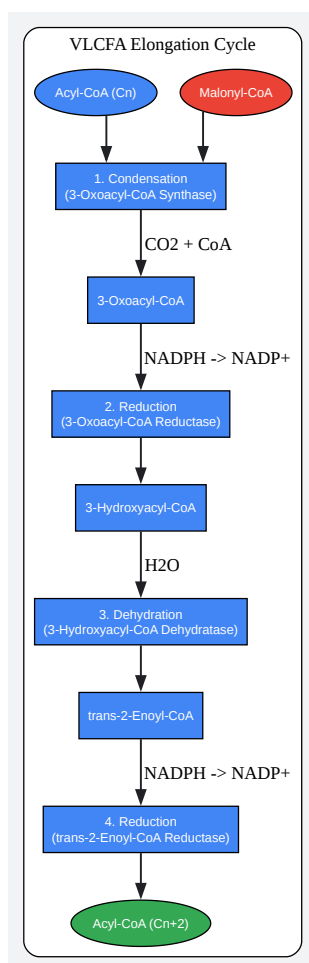 VLCFA Elongation Cycle
Acyl-CoA (Cn)
Malonyl-CoA
1. Condensation
(3-Oxoacyl-CoA Synthase)
CO2 + CoA
3-Oxoacyl-CoA
NADPH -> NADP+
2. Reduction
(3-Oxoacyl-CoA Reductase)
3-Hydroxyacyl-CoA
H2O
3. Dehydration
(3-Hydroxyacyl-CoA Dehydratase)
trans-2-Enoyl-CoA
NADPH -> NADP+
4. Reduction
(trans-2-Enoyl-CoA Reductase)
Acyl-CoA (Cn+2)